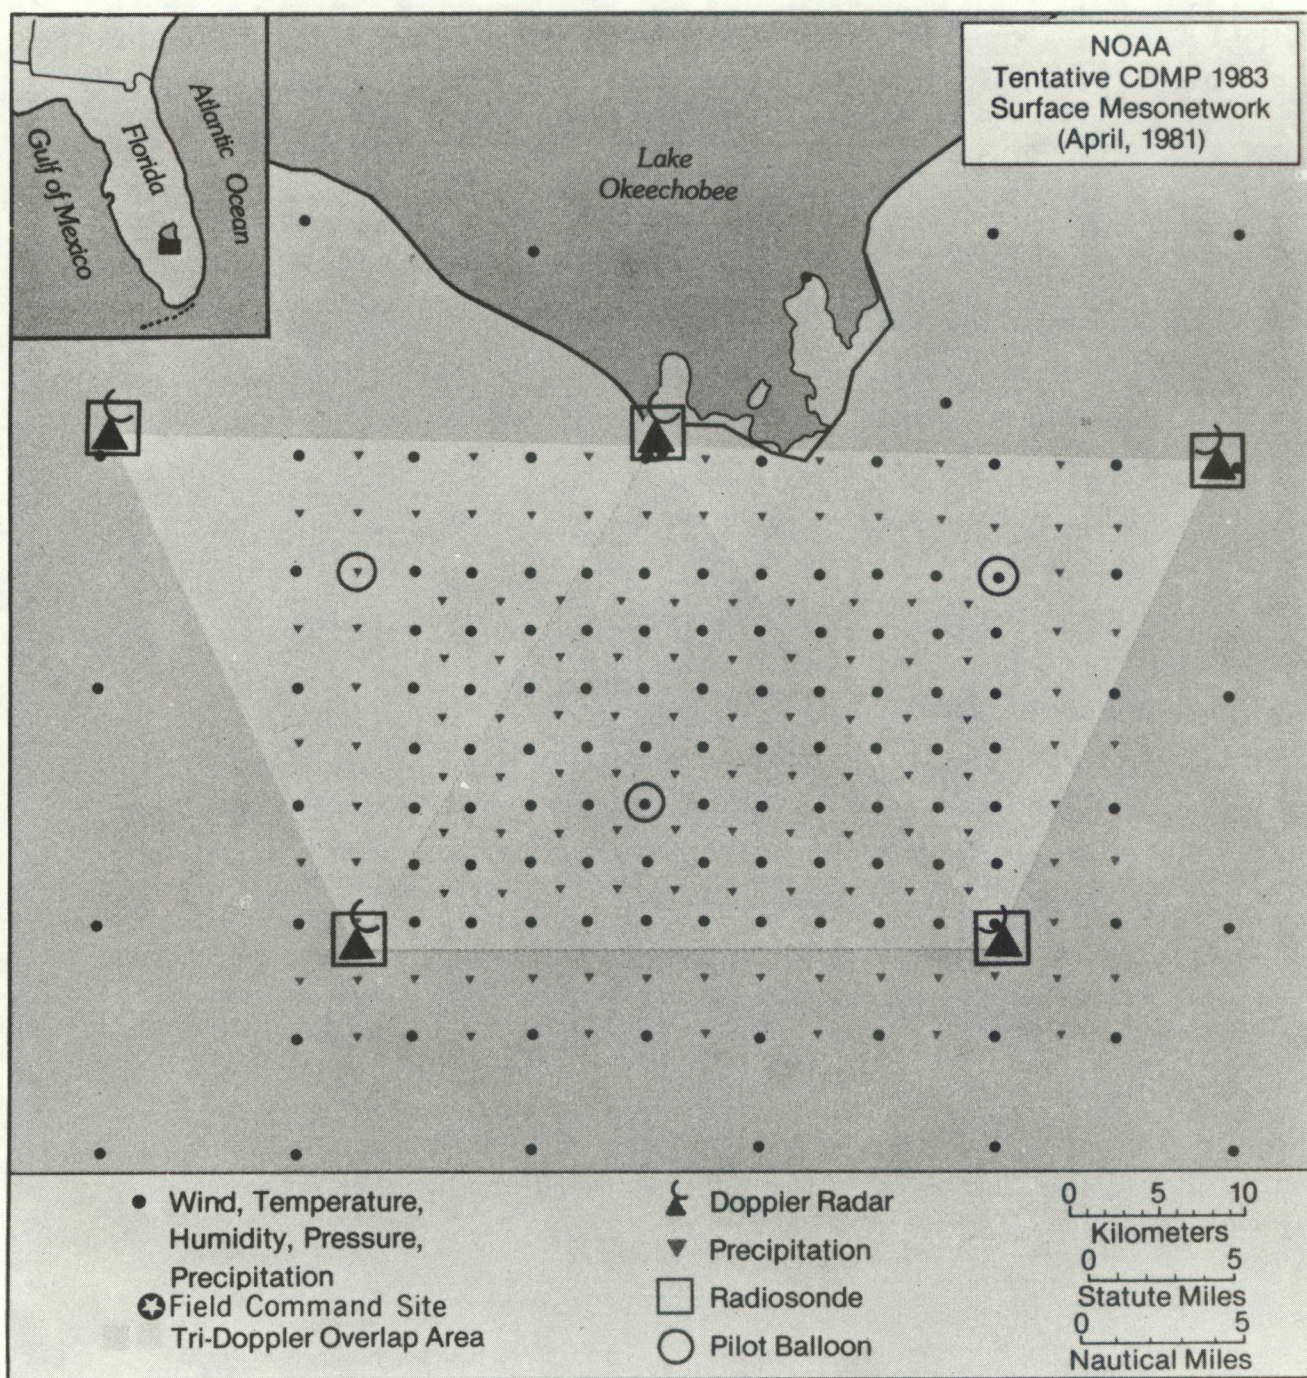 NOAA
Tentative CDMP 1983
Surface Mesonetwork
(April, 1981)
Atlantic Ocean
Florida
Gulf of Mexico
Lake
Okeechobee
Wind, Temperature,
Humidity, Pressure,
Precipitation
Field Command Site
Tri-Doppler Overlap Area
Doppler Radar
Precipitation
Radiosonde
Pilot Balloon
0 5 10
Kilometers
0 5
Statute Miles
0 5
Nautical Miles